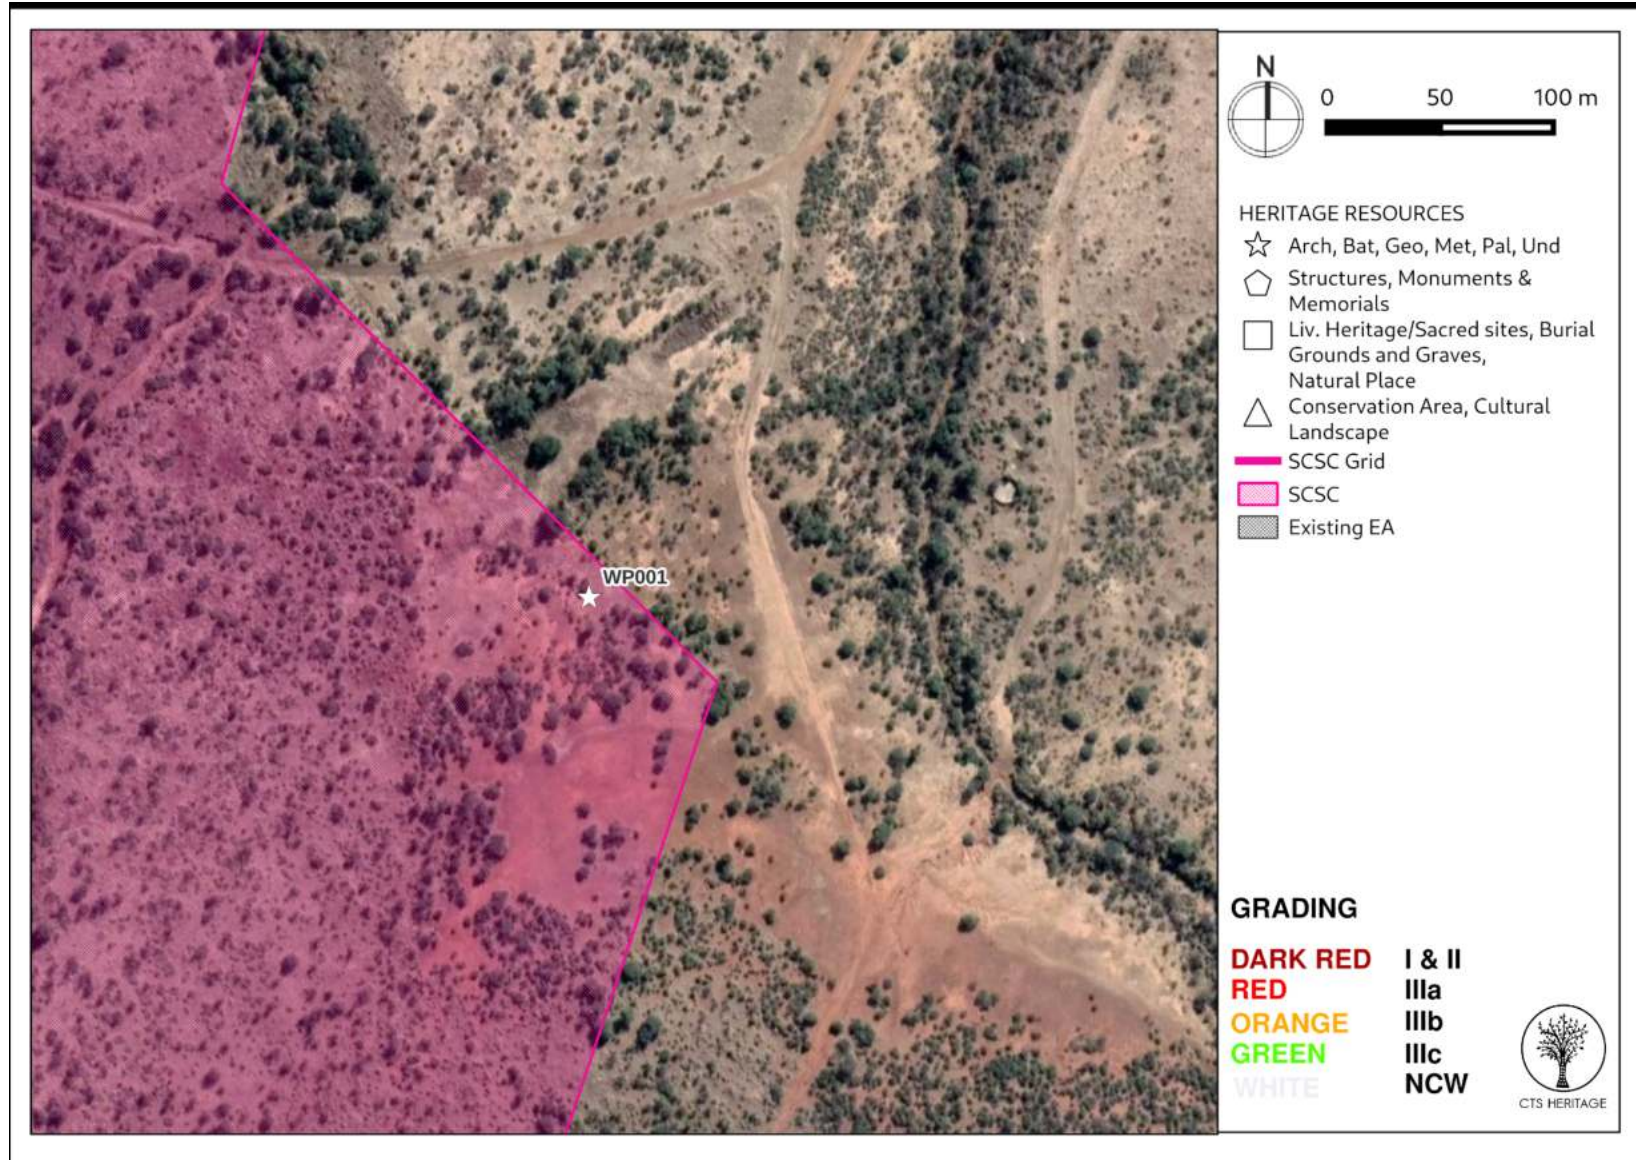 N
0 50 100 m
HERITAGE RESOURCES
Arch, Bat, Geo, Met, Pal, Und
Structures, Monuments &
Memorials
Liv. Heritage/Sacred sites, Burial
Grounds and Graves,
Natural Place
Conservation Area, Cultural
Landscape
SCSC Grid
SCSC
Existing EA
WP001
GRADING
DARK RED I & II
RED IIIa
ORANGE IIIb
GREEN IIIc
WHITE NCW
CTS HERITAGE